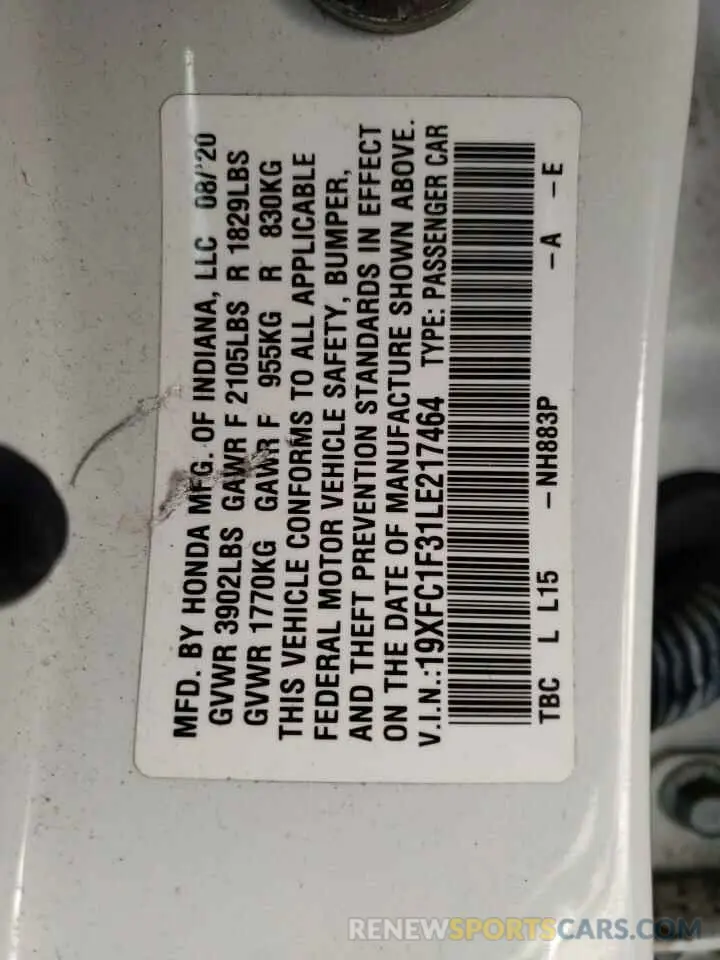 MFD. BY HONDA MFG. OF INDIANA, LLC 08/'20
GVWR 3902LBS GAWR F 2105LBS R 1829LBS
GVWR 1770KG GAWR F 955KG R 830KG
THIS VEHICLE CONFORMS TO ALL APPLICABLE
FEDERAL MOTOR VEHICLE SAFETY, BUMPER,
AND THEFT PREVENTION STANDARDS IN EFFECT
ON THE DATE OF MANUFACTURE SHOWN ABOVE.
V.I.N.:19XFC1F31LE217464 TYPE: PASSENGER CAR
TBC L L15 -NH883P -A -E
RENEWSPORTSCARS.COM